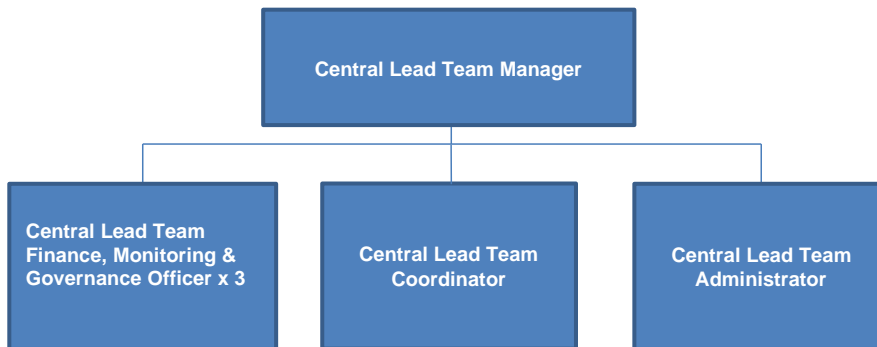 Central Lead Team Manager
Central Lead Team
Finance, Monitoring &
Governance Officer x 3
Central Lead Team
Coordinator
Central Lead Team
Administrator